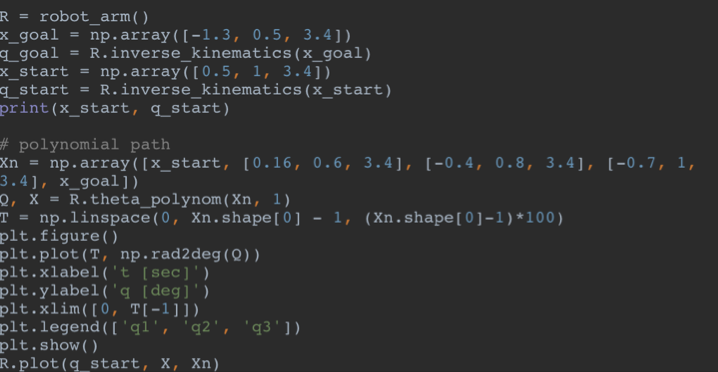 R = robot_arm()
x_goal = np.array([-1.3, 0.5, 3.4])
q_goal = R.inverse_kinematics(x_goal)
x_start = np.array([0.5, 1, 3.4])
q_start = R.inverse_kinematics(x_start)
print(x_start, q_start)
# polynomial path
Xn = np.array([x_start, [0.16, 0.6, 3.4], [-0.4, 0.8, 3.4], [-0.7, 1,
3.4], x_goal])
Q, X = R.theta_polynom(Xn, 1)
T = np.linspace(0, Xn.shape[0] - 1, (Xn.shape[0]-1)*100)
plt.figure()
plt.plot(T, np.rad2deg(Q))
plt.xlabel('t [sec]')
plt.ylabel('q [deg]')
plt.xlim([0, T[-1]])
plt.legend(['q1', 'q2', 'q3'])
plt.show()
R.plot(q_start, X, Xn)